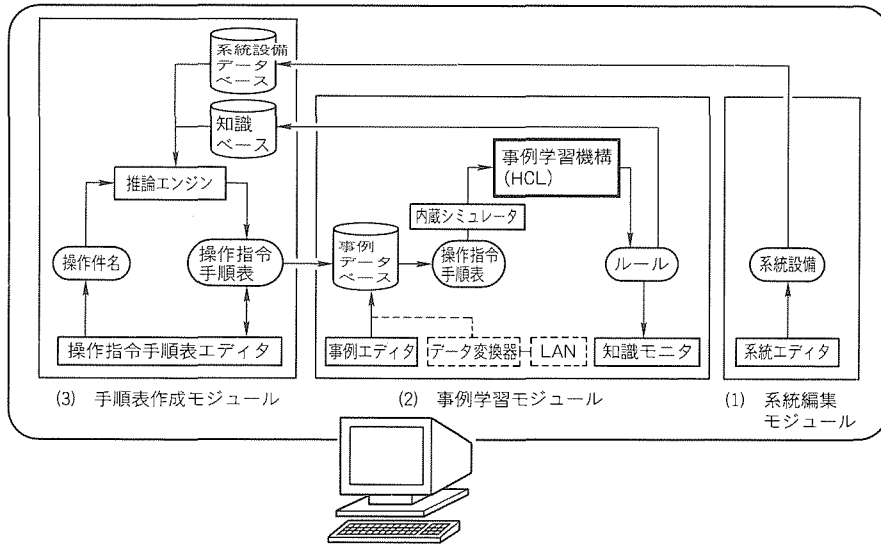 系統設備
データ
ベース
知識
ベース
推論エンジン
操作件名
操作指令
手順表
操作指令手順表エディタ
(3) 手順表作成モジュール
事例学習機構
(HCL)
内蔵シミュレータ
事例
データ
ベース
操作指令
手順表
ルール
事例エディタ
データ変換器
LAN
知識モニタ
(2) 事例学習モジュール
系統設備
系統エディタ
(1) 系統編集
モジュール